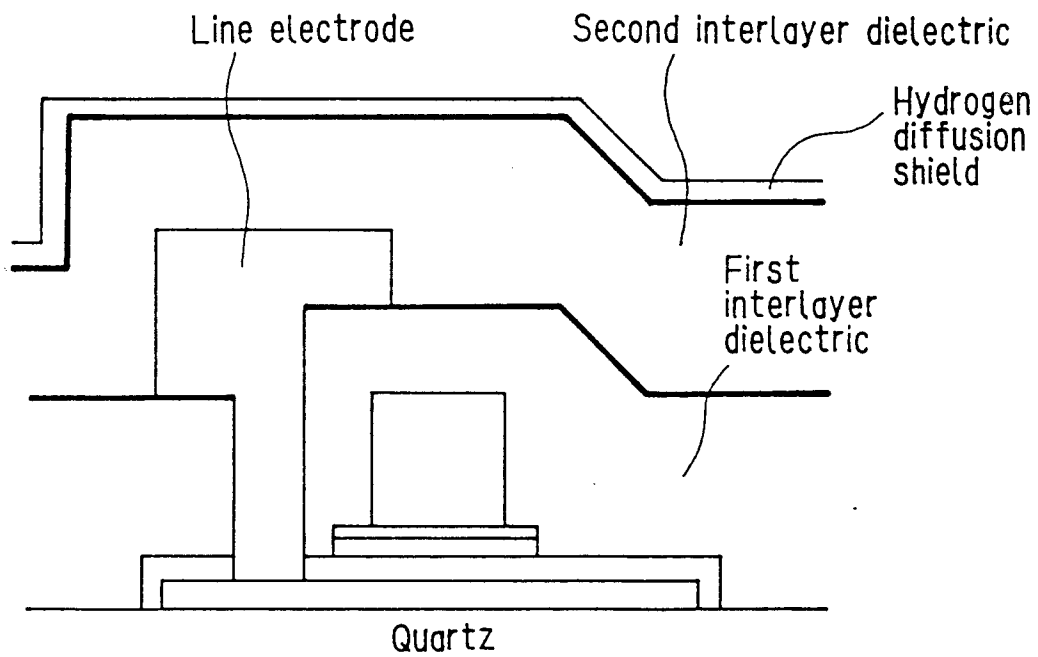 Line electrode
Second interlayer dielectric
Hydrogen
diffusion
shield
First
interlayer
dielectric
Quartz